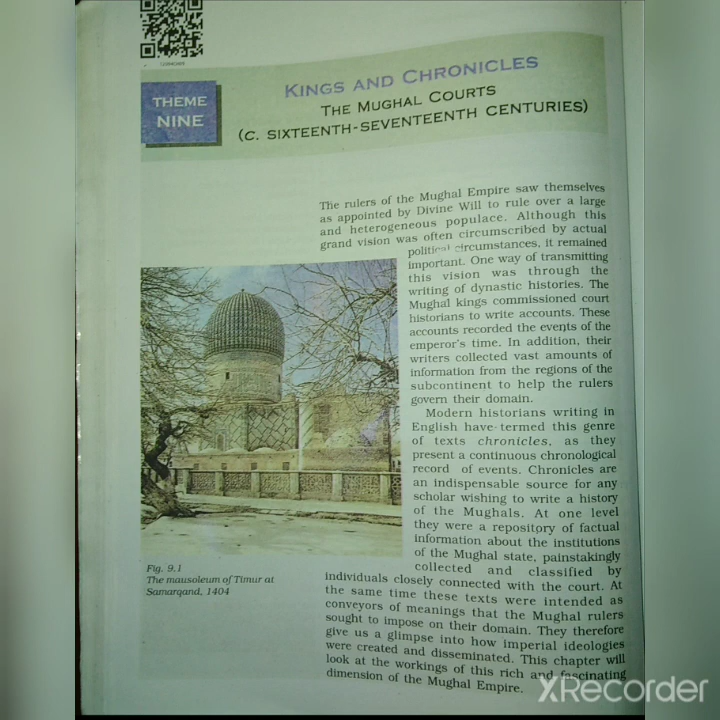 THEME
NINE
KINGS AND CHRONICLES
THE MUGHAL COURTS
(C. SIXTEENTH-SEVENTEENTH CENTURIES)
The rulers of the Mughal Empire saw themselves
as appointed by Divine Will to rule over a large
and heterogeneous populace. Although this
grand vision was often circumscribed by actual
political circumstances, it remained
important. One way of transmitting
this vision was through the
writing of dynastic histories. The
Mughal kings commissioned court
historians to write accounts. These
accounts recorded the events of the
emperor's time. In addition, their
writers collected vast amounts of
information from the regions of the
subcontinent to help the rulers
govern their domain.
Modern historians writing in
English have termed this genre
of texts chronicles, as they
present a continuous chronological
record of events. Chronicles are
an indispensable source for any
scholar wishing to write a history
of the Mughals. At one level
they were a repository of factual
information about the institutions
of the Mughal state, painstakingly
collected and classified by
individuals closely connected with the court. At
the same time these texts were intended as
conveyors of meanings that the Mughal rulers
sought to impose on their domain. They therefore
give us a glimpse into how imperial ideologies
were created and disseminated. This chapter will
look at the workings of this rich and fascinating
dimension of the Mughal Empire.
Fig. 9.1
The mausoleum of Timur at
Samarqand, 1404
XRecorder